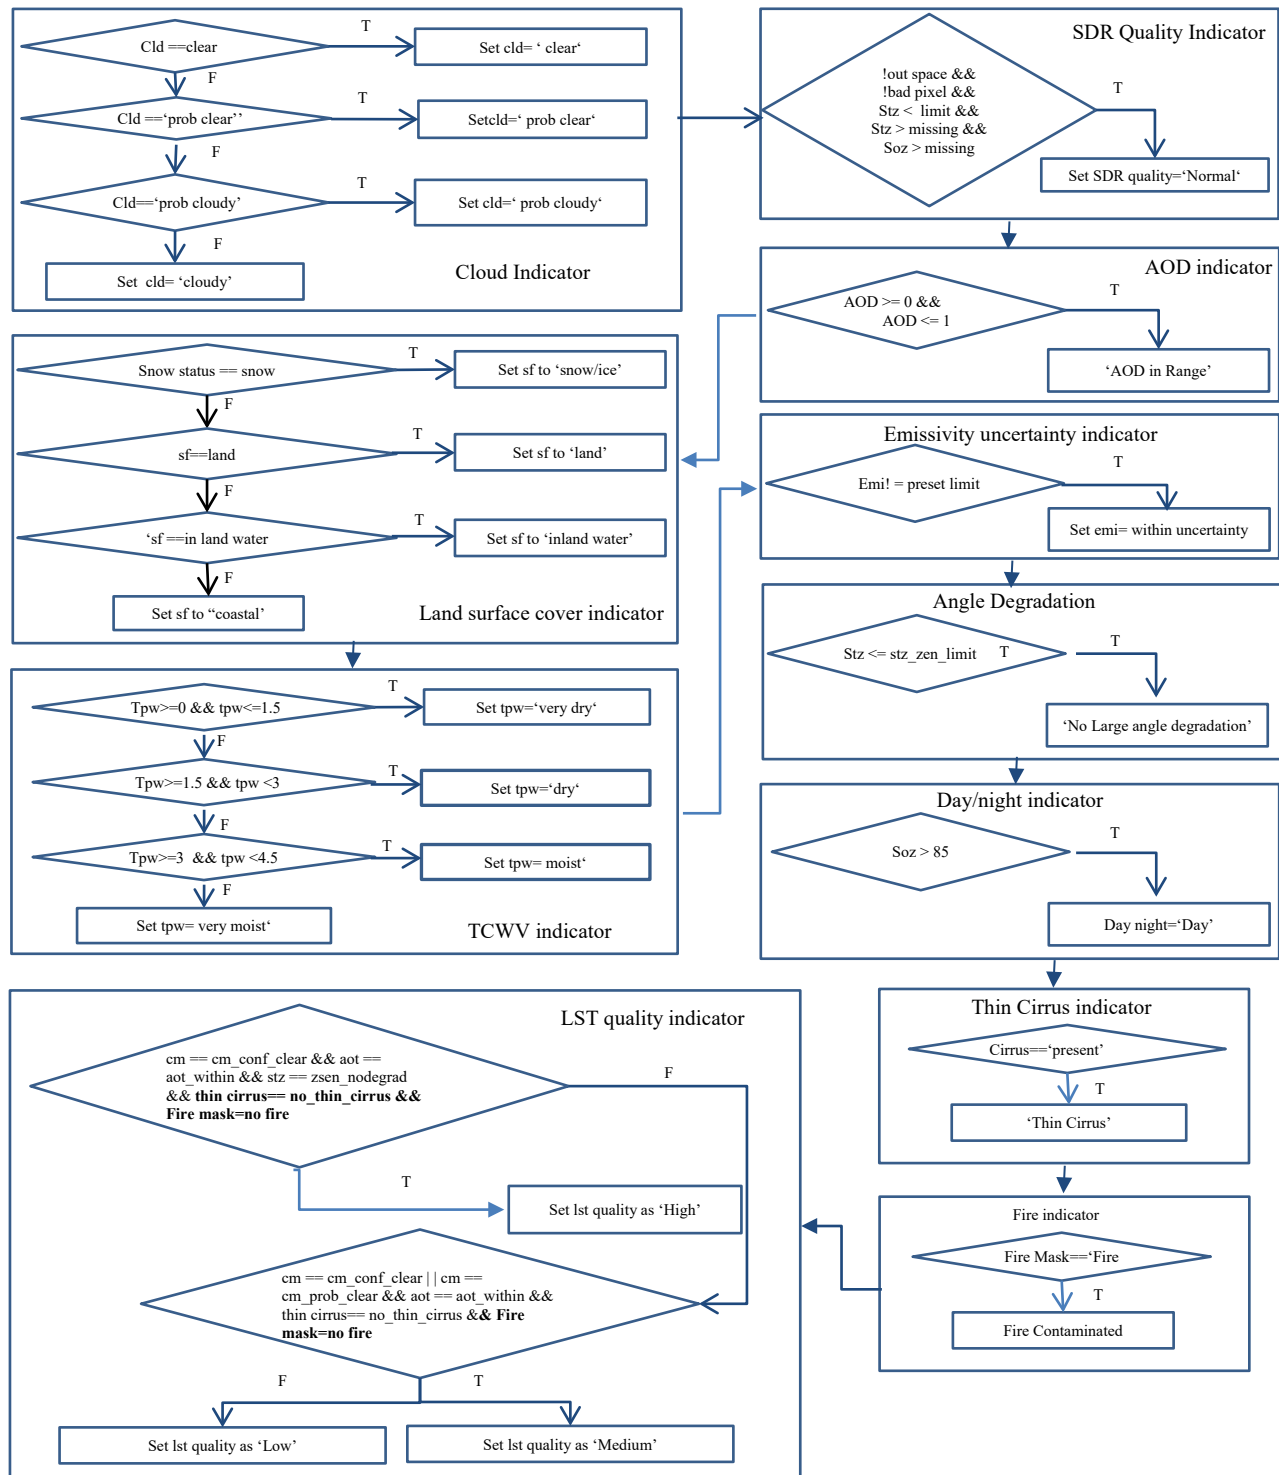 Cld ==clear
T
Set cld= ‘ clear‘
F
Cld ==‘prob clear’’
T
Setcld=‘ prob clear‘
F
Cld==‘prob cloudy’
T
Set cld=‘ prob cloudy‘
F
Set cld= ‘cloudy’
Cloud Indicator
SDR Quality Indicator
!out space &&
!bad pixel &&
Stz < limit &&
Stz > missing &&
Soz > missing
T
Set SDR quality=‘Normal‘
AOD indicator
AOD >= 0 &&
AOD <= 1
T
‘AOD in Range’
Snow status == snow
T
Set sf to ‘snow/ice’
F
sf==land
T
Set sf to ‘land’
F
‘sf ==in land water
T
Set sf to ‘inland water’
F
Set sf to “coastal’
Land surface cover indicator
Tpw>=0 && tpw<=1.5
T
Set tpw=‘very dry‘
F
Tpw>=1.5 && tpw <3
T
Set tpw=‘dry‘
F
Tpw>=3 && tpw <4.5
T
Set tpw= moist‘
F
Set tpw= very moist‘
TCWV indicator
Emissivity uncertainty indicator
Emi! = preset limit
T
Set emi= within uncertainty
Angle Degradation
Stz <= stz_zen_limit T
T
‘No Large angle degradation’
Day/night indicator
Soz > 85
T
Day night=‘Day’
Thin Cirrus indicator
Cirrus==‘present’
T
‘Thin Cirrus’
Fire indicator
Fire Mask==‘Fire
T
Fire Contaminated
LST quality indicator
cm == cm_conf_clear && aot ==
aot_within && stz == zsen_nodegrad
&& thin cirrus== no_thin_cirrus &&
Fire mask=no fire
F
T
Set lst quality as ‘High’
cm == cm_conf_clear | | cm ==
cm_prob_clear && aot == aot_within &&
thin cirrus== no_thin_cirrus && Fire
mask=no fire
F
T
Set lst quality as ‘Low’
Set lst quality as ‘Medium’